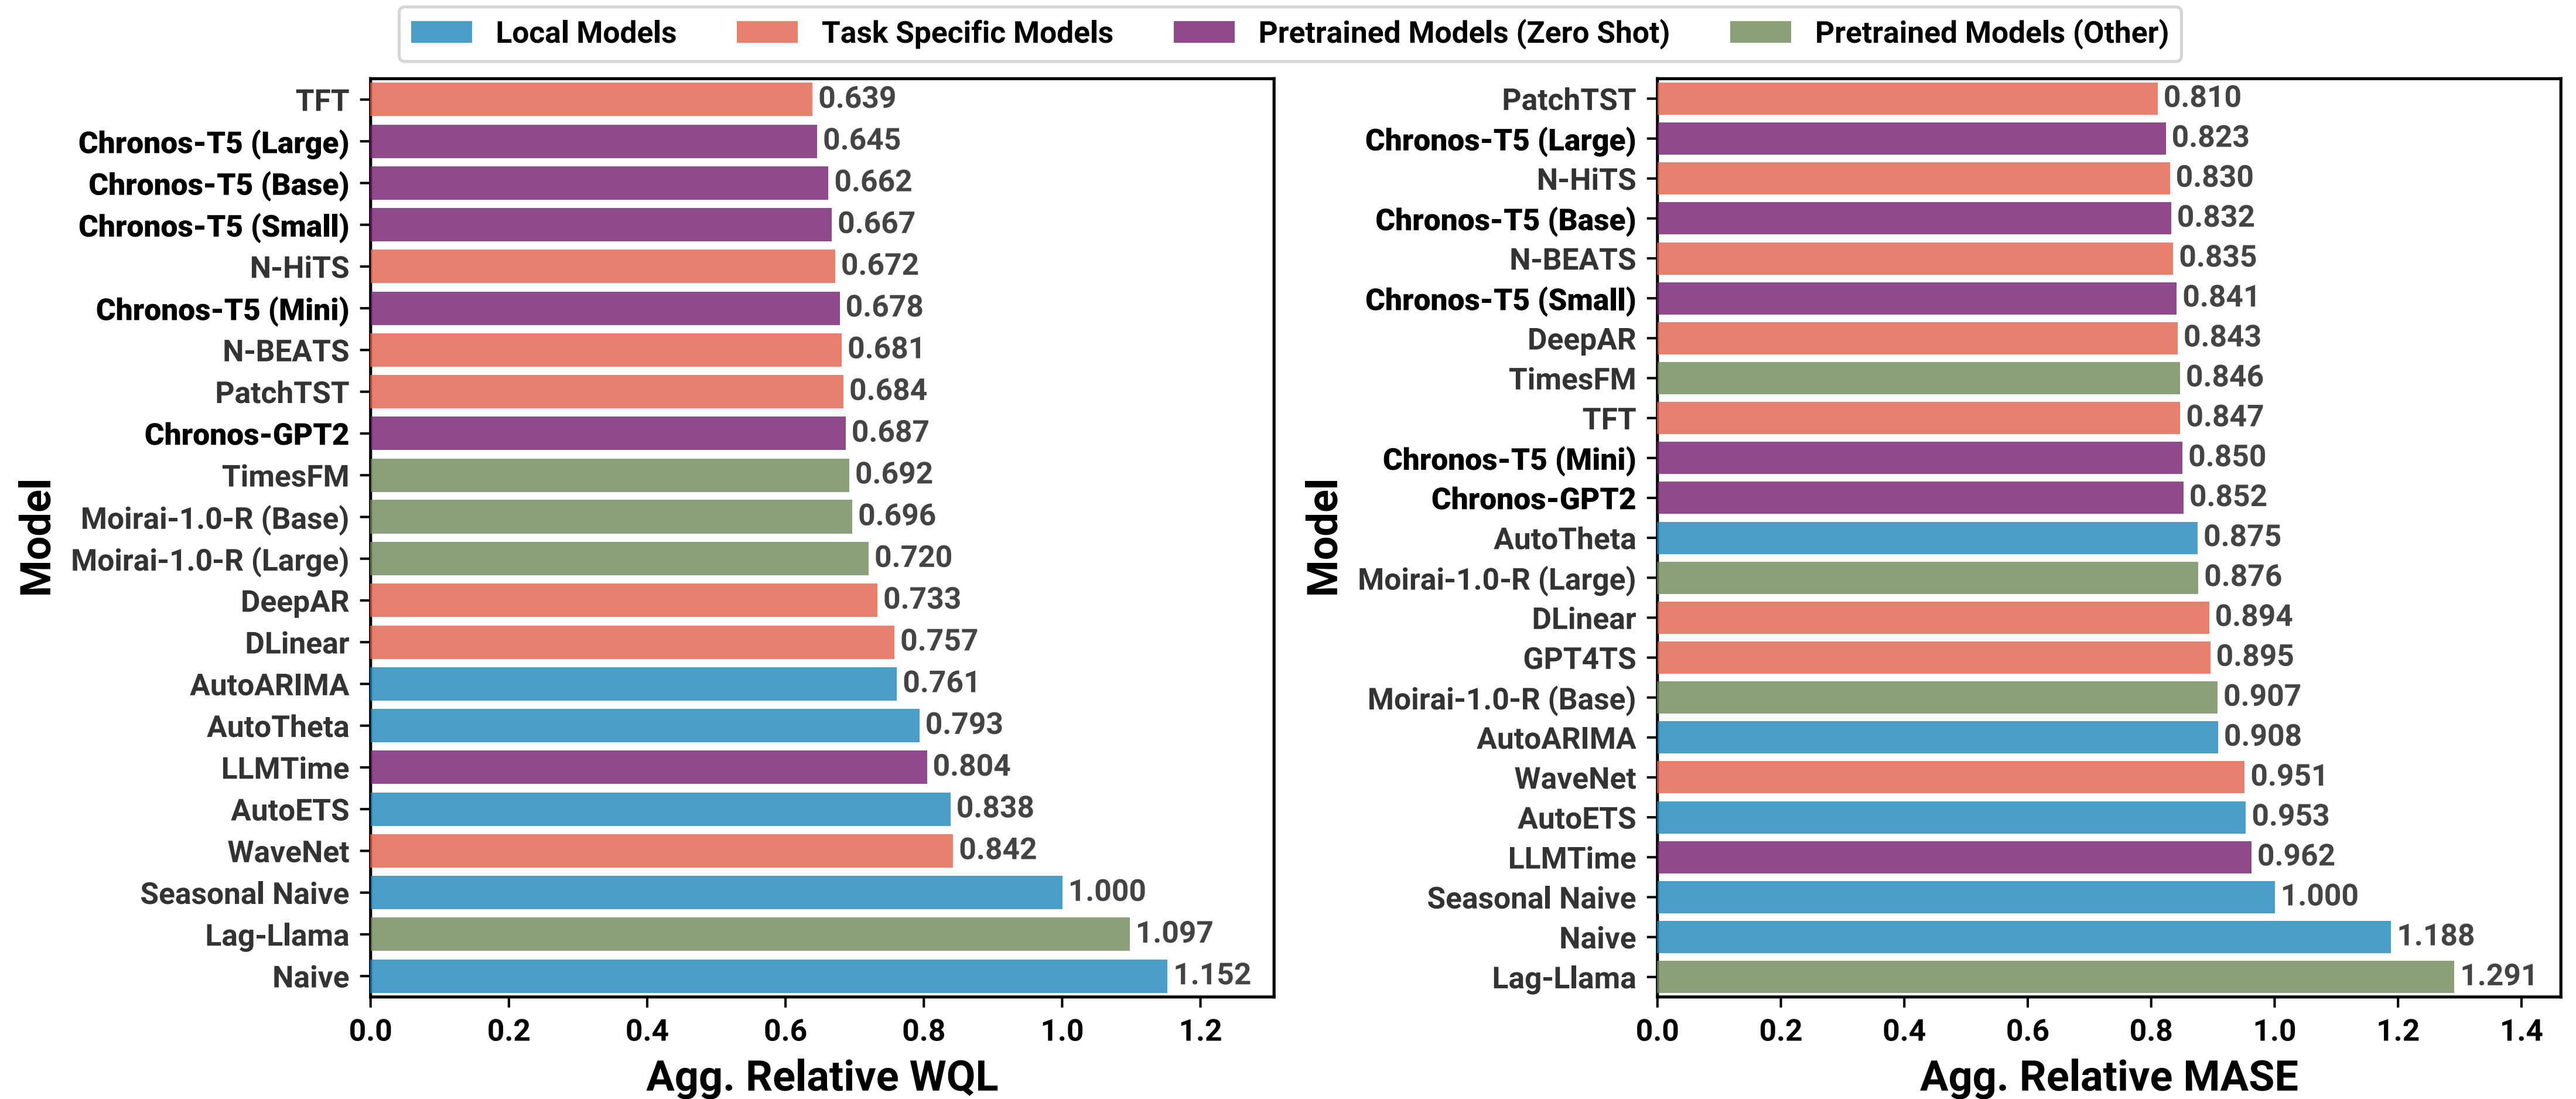 Local Models Task Specific Models Pretrained Models (Zero Shot) Pretrained Models (Other)
Model
TFT 0.639
Chronos-T5 (Large) 0.645
Chronos-T5 (Base) 0.662
Chronos-T5 (Small) 0.667
N-HiTS 0.672
Chronos-T5 (Mini) 0.678
N-BEATS 0.681
PatchTST 0.684
Chronos-GPT2 0.687
TimesFM 0.692
Moirai-1.0-R (Base) 0.696
Moirai-1.0-R (Large) 0.720
DeepAR 0.733
DLinear 0.757
AutoARIMA 0.761
AutoTheta 0.793
LLMTime 0.804
AutoETS 0.838
WaveNet 0.842
Seasonal Naive 1.000
Lag-Llama 1.097
Naive 1.152
0.0 0.2 0.4 0.6 0.8 1.0 1.2
Agg. Relative WQL
Model
PatchTST 0.810
Chronos-T5 (Large) 0.823
N-HiTS 0.830
Chronos-T5 (Base) 0.832
N-BEATS 0.835
Chronos-T5 (Small) 0.841
DeepAR 0.843
TimesFM 0.846
TFT 0.847
Chronos-T5 (Mini) 0.850
Chronos-GPT2 0.852
AutoTheta 0.875
Moirai-1.0-R (Large) 0.876
DLinear 0.894
GPT4TS 0.895
Moirai-1.0-R (Base) 0.907
AutoARIMA 0.908
WaveNet 0.951
AutoETS 0.953
LLMTime 0.962
Seasonal Naive 1.000
Naive 1.188
Lag-Llama 1.291
0.0 0.2 0.4 0.6 0.8 1.0 1.2 1.4
Agg. Relative MASE